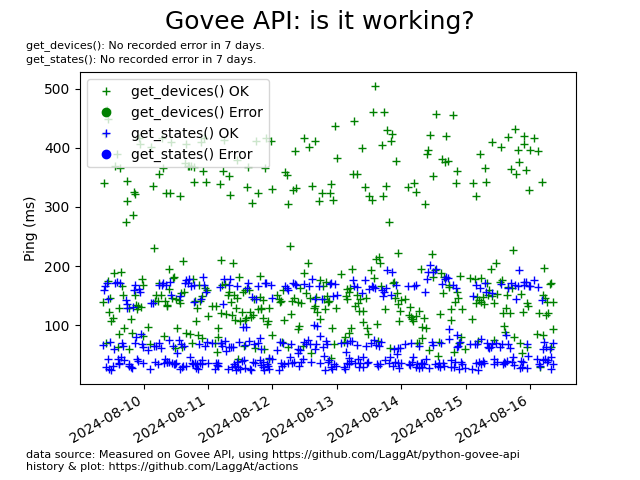 Govee API: is it working?
get_devices(): No recorded error in 7 days.
get_states(): No recorded error in 7 days.
get_devices() OK
get_devices() Error
get_states() OK
get_states() Error
Ping (ms)
500
400
300
200
100
2024-08-10
2024-08-11
2024-08-12
2024-08-13
2024-08-14
2024-08-15
2024-08-16
data source: Measured on Govee API, using https://github.com/LaggAt/python-govee-api
history & plot: https://github.com/LaggAt/actions